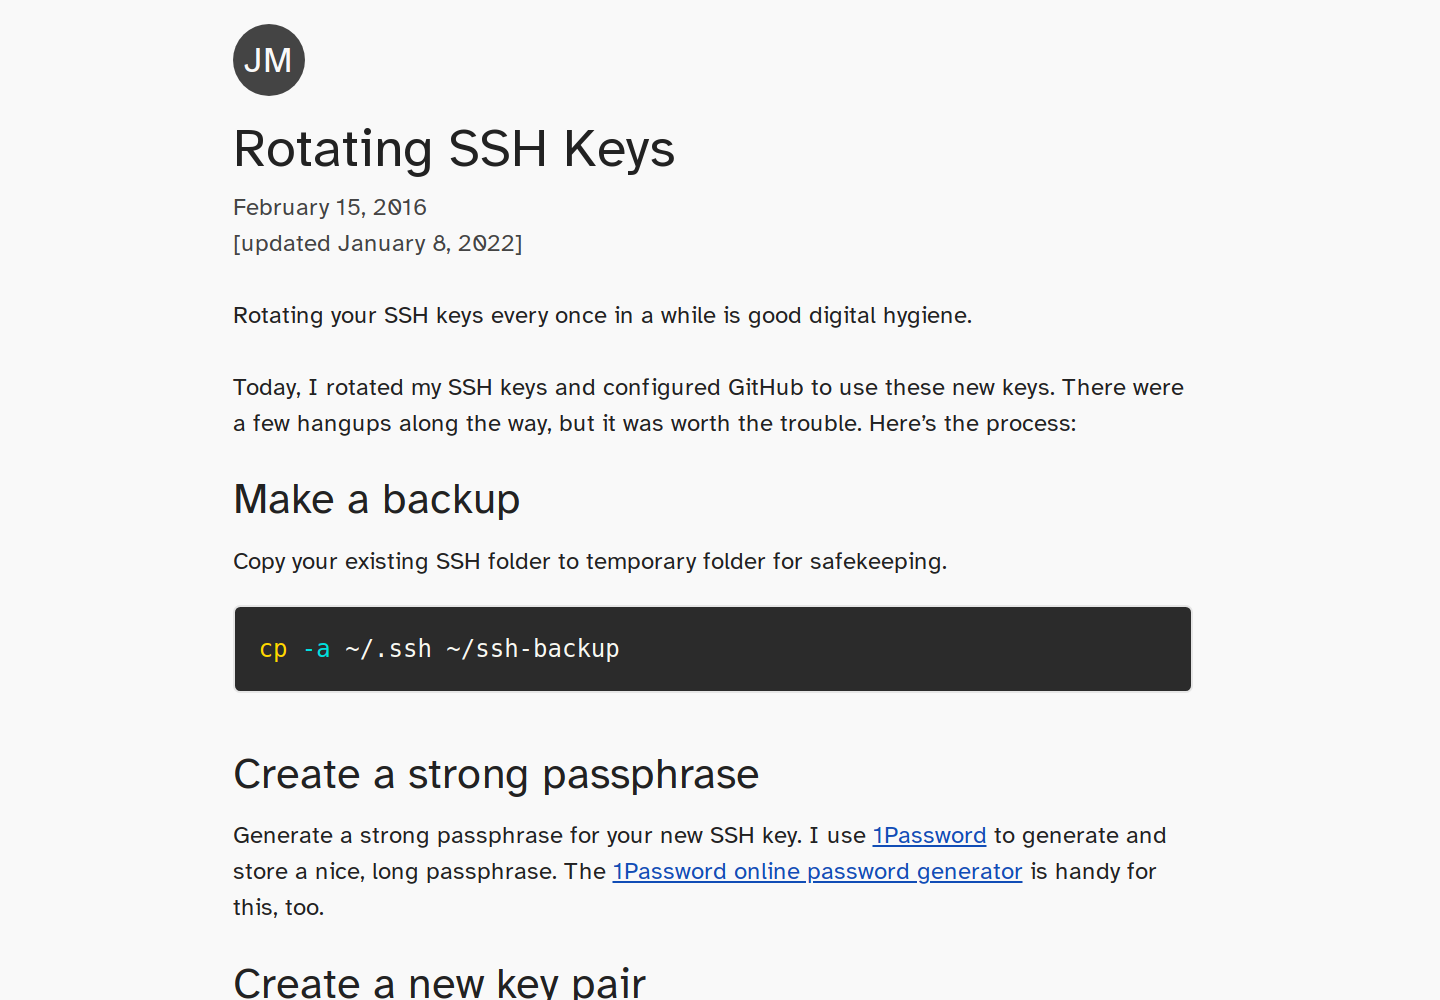 JM
Rotating SSH Keys
February 15, 2016
[updated January 8, 2022]
Rotating your SSH keys every once in a while is good digital hygiene.
Today, I rotated my SSH keys and configured GitHub to use these new keys. There were
a few hangups along the way, but it was worth the trouble. Here’s the process:
Make a backup
Copy your existing SSH folder to temporary folder for safekeeping.
cp -a ~/.ssh ~/ssh-backup
Create a strong passphrase
Generate a strong passphrase for your new SSH key. I use 1Password to generate and
store a nice, long passphrase. The 1Password online password generator is handy for
this, too.
Create a new key pair